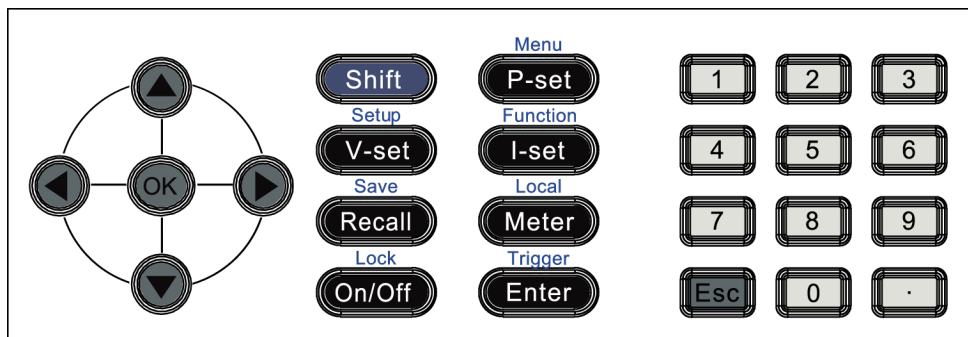 Menu
Shift P-set 1 2 3
Setup Function
V-set I-set 4 5 6
OK
Save Local
Recall Meter 7 8 9
Lock Trigger
On/Off Enter Esc 0 .